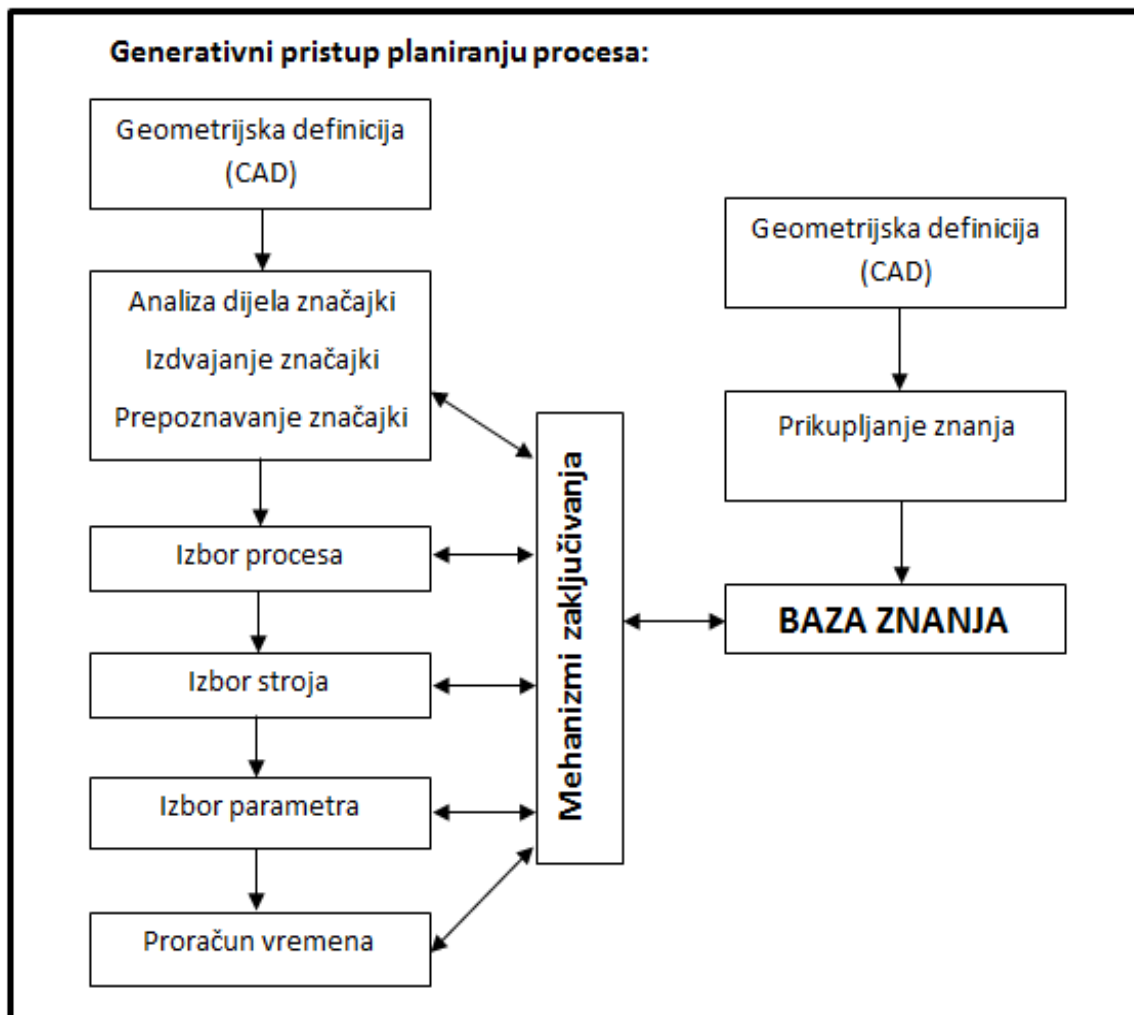 Generativni pristup planiranju procesa:
Geometrijska definicija
(CAD)
Analiza dijela značajki
Izdvajanje značajki
Prepoznavanje značajki
Izbor procesa
Izbor stroja
Izbor parametra
Proračun vremena
Mehanizmi zaključivanja
Geometrijska definicija
(CAD)
Prikupljanje znanja
BAZA ZNANJA